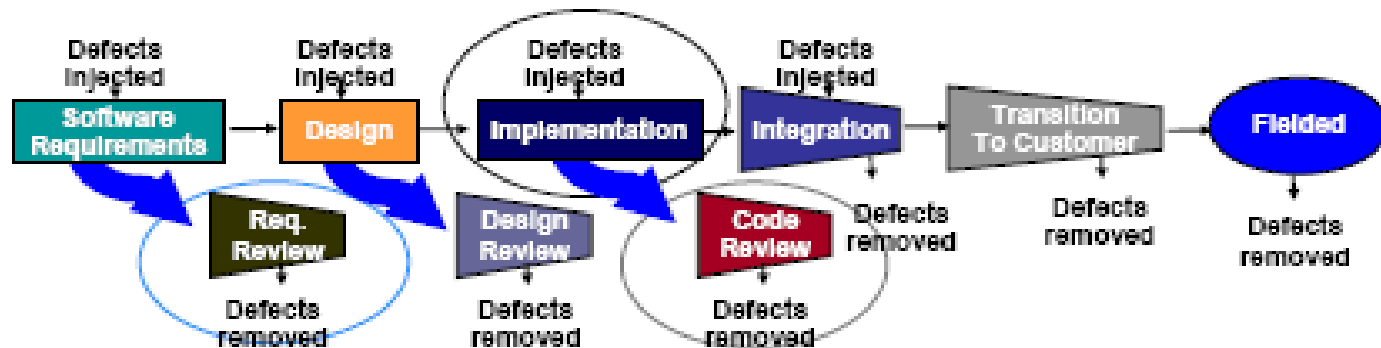 Defects
Injected
Defects
Injected
Defects
Injected
Defects
Injected
Software
Requirements
Design
Implementation
Integration
Transition
To Customer
Fielded
Req.
Review
Design
Review
Code
Review
Defects
removed
Defects
removed
Defects
removed
Defects
removed
Defects
removed
Defects
removed